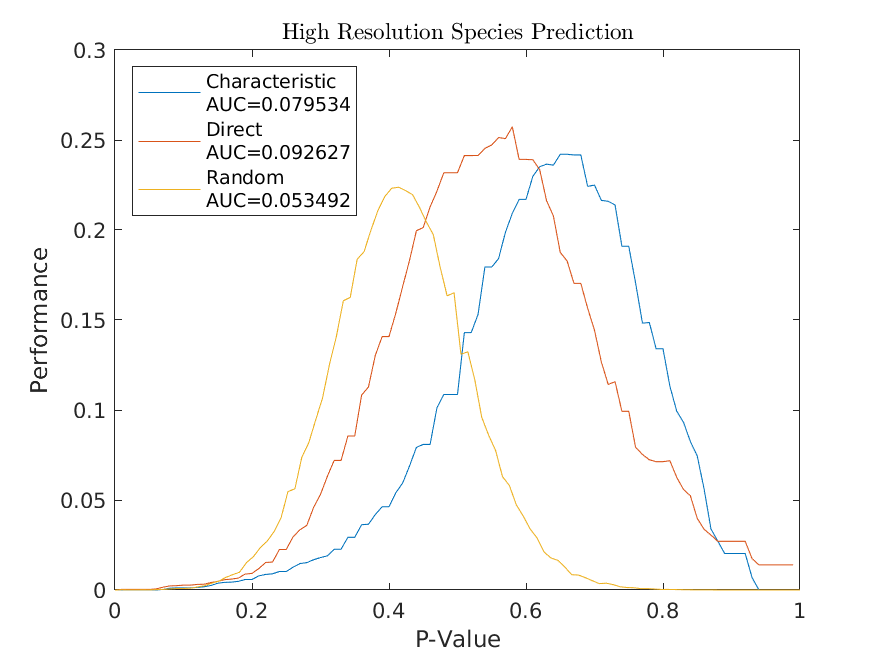 High Resolution Species Prediction
0.3
0.25
0.2
0.15
0.1
0.05
0
Performance
Characteristic
AUC=0.079534
Direct
AUC=0.092627
Random
AUC=0.053492
0 0.2 0.4 0.6 0.8 1
P-Value